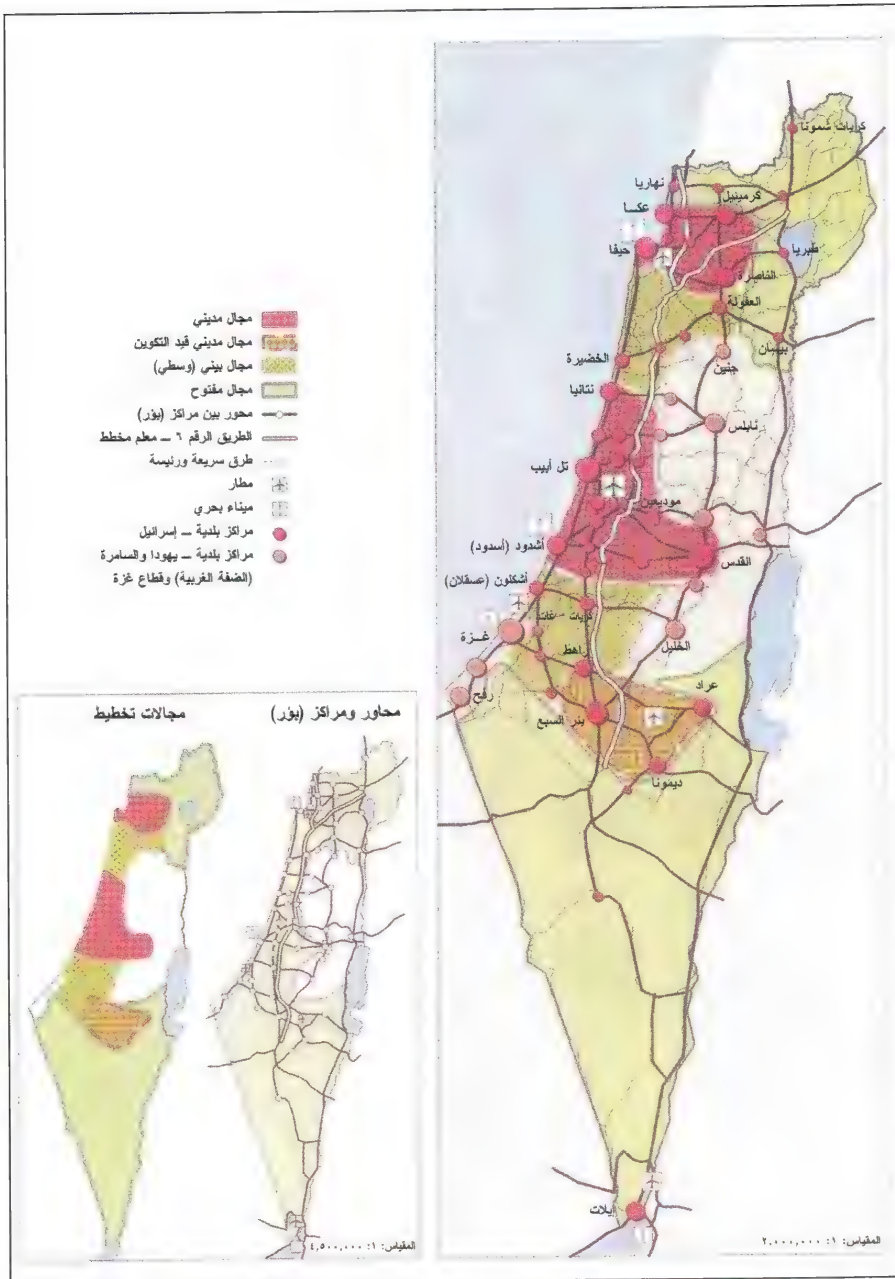 كريات شمونا
نهاريا
كرميئيل
عكا
حيفا
طبريا
الناصرة
العفولة
بيسان
الخضيرة
جنين
نتانيا
نابلس
تل أبيب
موديعين
أشدود (أسدود)
القدس
أشكلون (عسقلان)
كريات غات
غزة
الخليل
راهط
رفح
عراد
بئر السبع
ديمونا
إيلات
المقياس: ١: ٢،٠٠٠،٠٠٠
مجال مديني
مجال مديني قيد التكوين
مجال بيني (وسطي)
مجال مفتوح
محور بين مراكز (بؤر)
الطريق الرقم ٦ – معلم مخطط
طرق سريعة ورئيسة
مطار
ميناء بحري
مراكز بلدية – إسرائيل
مراكز بلدية – يهودا والسامرة
(الضفة الغربية) وقطاع غزة
محاور ومراكز (بؤر)
مجالات تخطيط
المقياس: ١: ٤،٥٠٠،٠٠٠